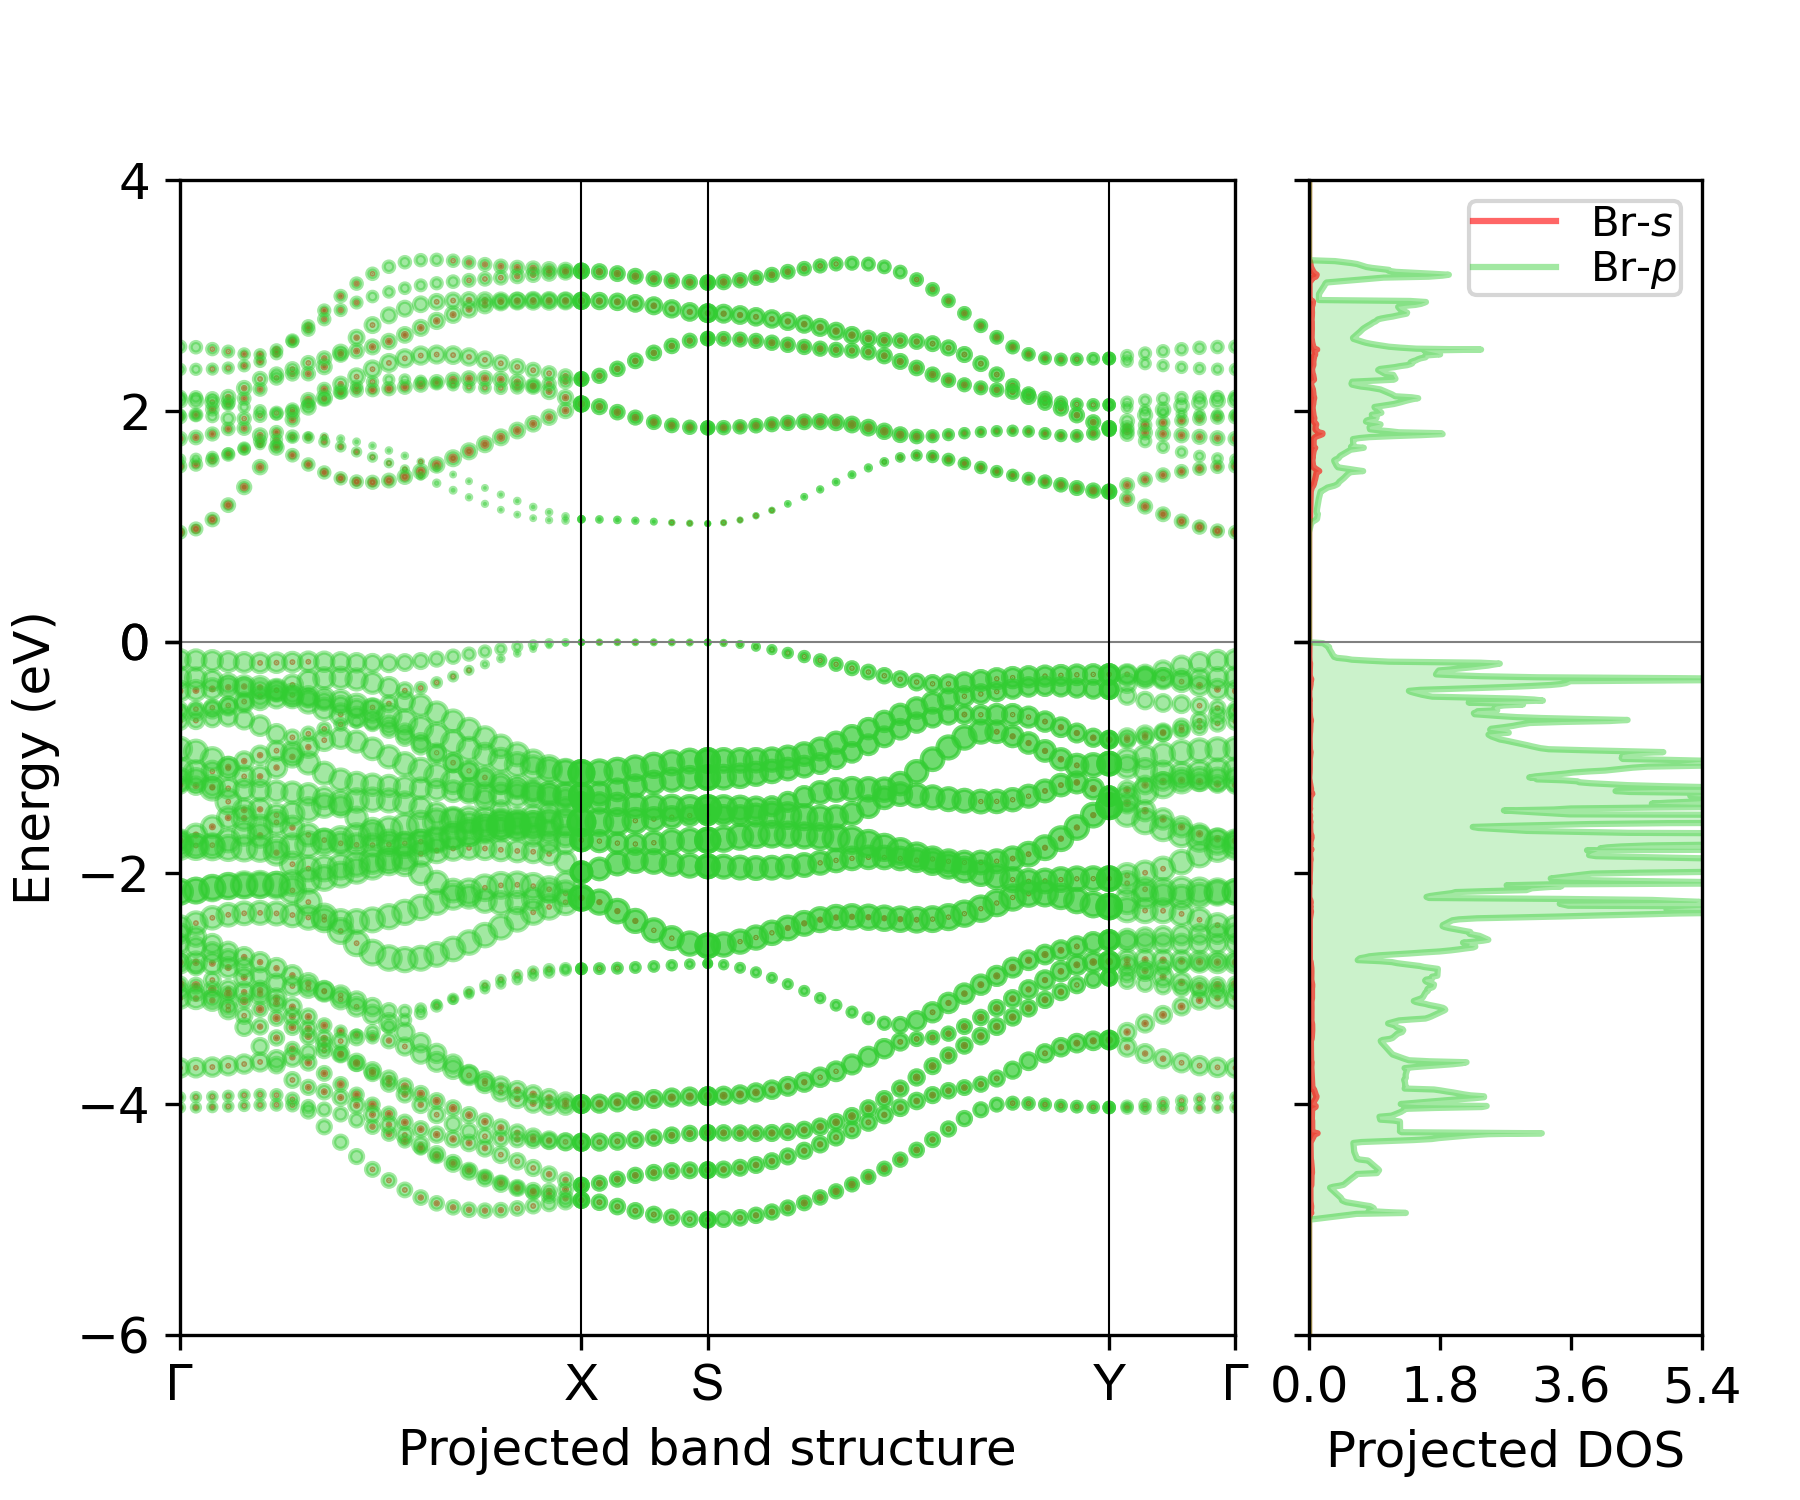 4
2
0
−2
−4
−6
Energy (eV)
Γ X S Y Γ
Projected band structure
Br-s
Br-p
0.0 1.8 3.6 5.4
Projected DOS